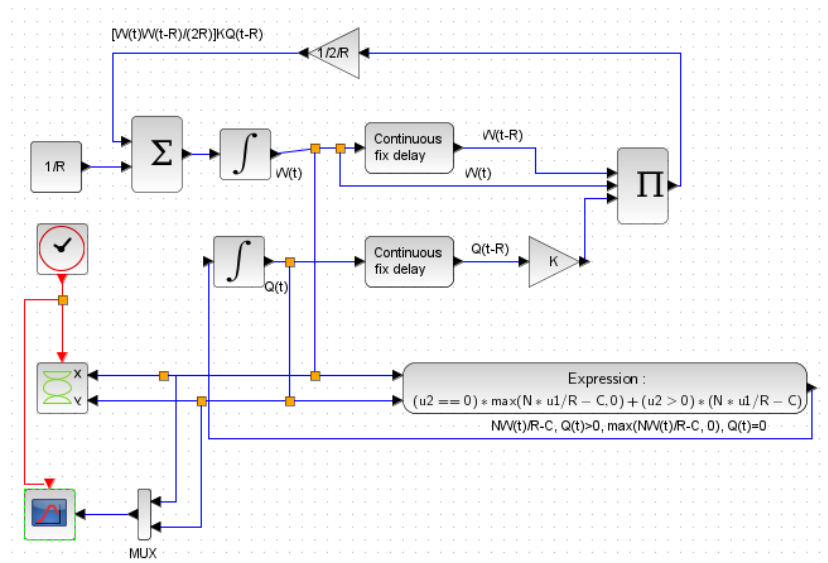 [W(t)W(t-R)/(2R)]KQ(t-R)
1/2/R
Continuous
fix delay
W(t-R)
1/R
Σ
∫
W(t)
W(t)
Π
∫
Q(t)
Continuous
fix delay
Q(t-R)
K
X
Y
Expression :
(u2 == 0) * max(N * u1/R − C, 0) + (u2 > 0) * (N * u1/R − C)
NW(t)/R-C, Q(t)>0, max(NW(t)/R-C, 0), Q(t)=0
MUX